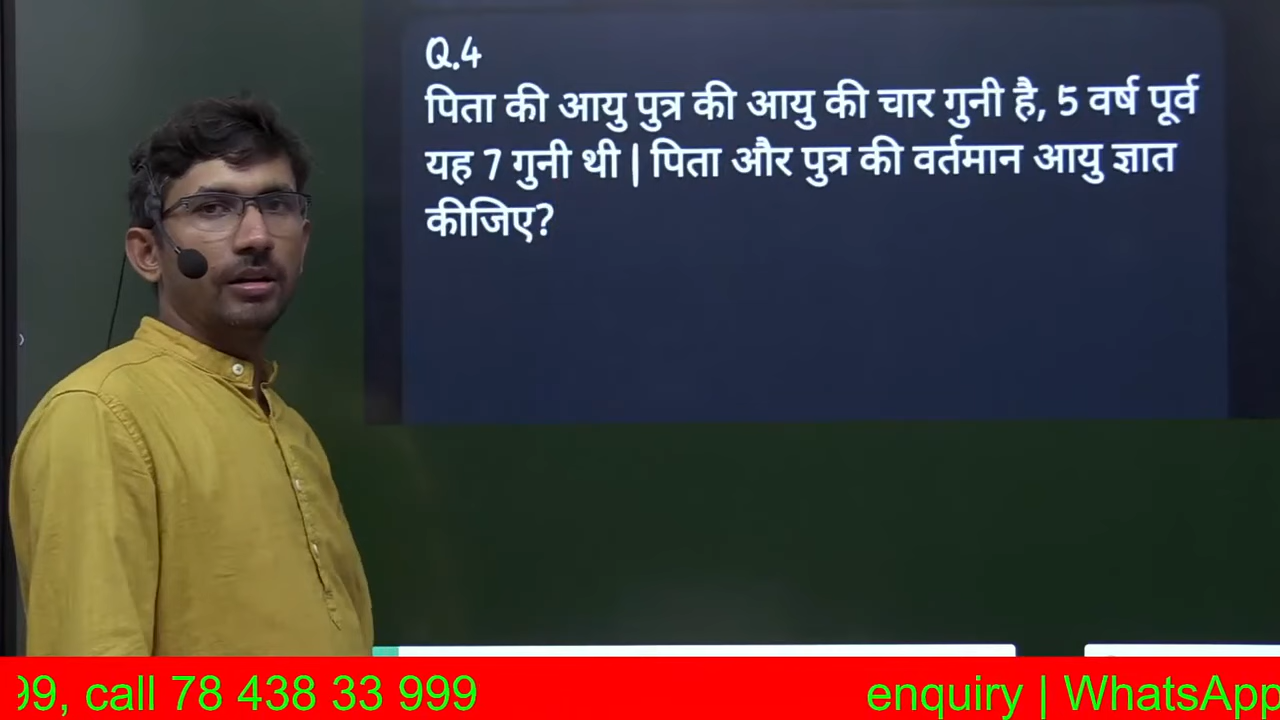 Q.4
पिता की आयु पुत्र की आयु की चार गुनी है, 5 वर्ष पूर्व
यह 7 गुनी थी | पिता और पुत्र की वर्तमान आयु ज्ञात
कीजिए?
99, call 78 438 33 999 enquiry | WhatsApp